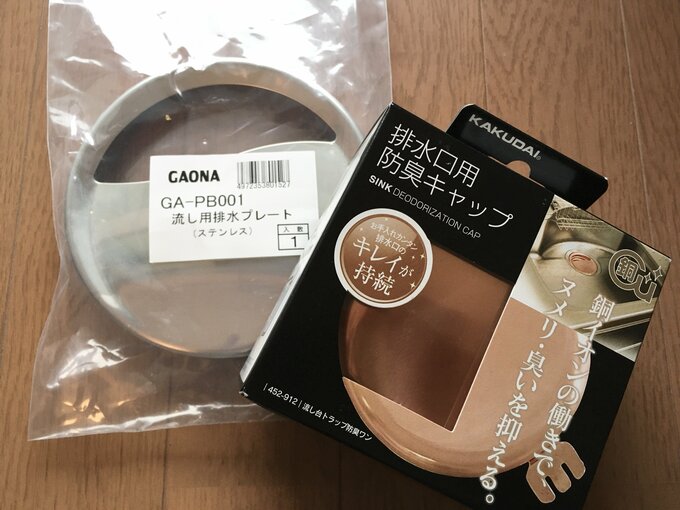 GAONA
4972353801527
GA-PB001
流し用排水プレート
(ステンレス)
入数
1
KAKUDAI®
排水口用
防臭キャップ
SINK DEODORIZATION CAP
お手入れカンタン
排水口の
キレイが
持続
銅
Cu
銅イオンの働きで、
ヌメリ・臭いを抑える。
452-912 | 流し台トラップ防臭ワン